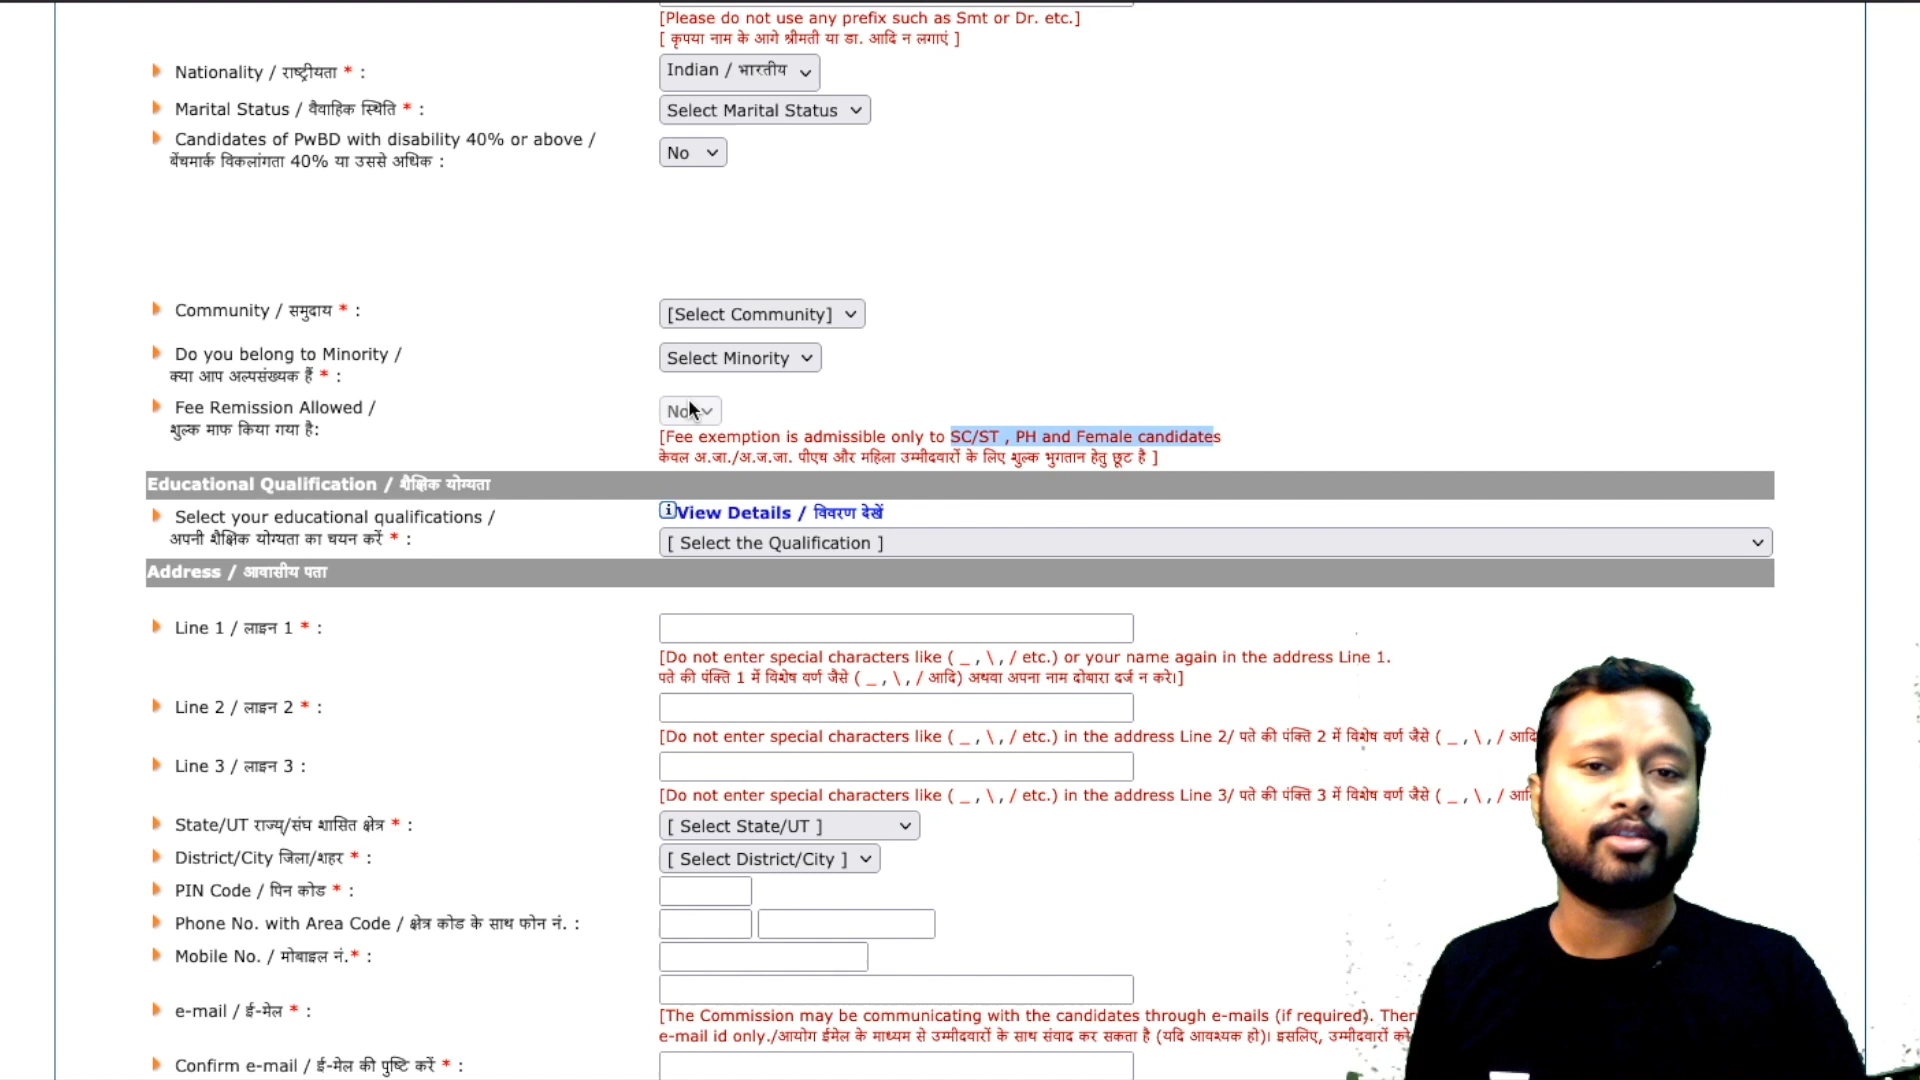 [Please do not use any prefix such as Smt or Dr. etc.]
[ कृपया नाम के आगे श्रीमती या डा. आदि न लगाएं ]
Nationality / राष्ट्रीयता * :
Indian / भारतीय
Marital Status / वैवाहिक स्थिति * :
Select Marital Status
Candidates of PwBD with disability 40% or above /
बेंचमार्क विकलांगता 40% या उससे अधिक :
No
Community / समुदाय * :
[Select Community]
Do you belong to Minority /
क्या आप अल्पसंख्यक हैं * :
Select Minority
Fee Remission Allowed /
शुल्क माफ किया गया है:
No
[Fee exemption is admissible only to SC/ST , PH and Female candidates
केवल अ.जा./अ.ज.जा. पीएच और महिला उम्मीदवारों के लिए शुल्क भुगतान हेतु छूट है ]
Educational Qualification / शैक्षिक योग्यता
Select your educational qualifications /
अपनी शैक्षिक योग्यता का चयन करें * :
View Details / विवरण देखें
[ Select the Qualification ]
Address / आवासीय पता
Line 1 / लाइन 1 * :
[Do not enter special characters like ( _ , \ , / etc.) or your name again in the address Line 1.
पते की पंक्ति 1 में विशेष वर्ण जैसे ( _ , \ , / आदि) अथवा अपना नाम दोबारा दर्ज न करे।]
Line 2 / लाइन 2 * :
[Do not enter special characters like ( _ , \ , / etc.) in the address Line 2/ पते की पंक्ति 2 में विशेष वर्ण जैसे ( _ , \ , / आदि
Line 3 / लाइन 3 :
[Do not enter special characters like ( _ , \ , / etc.) in the address Line 3/ पते की पंक्ति 3 में विशेष वर्ण जैसे ( _ , \ , /
State/UT राज्य/संघ शासित क्षेत्र * :
[ Select State/UT ]
District/City जिला/शहर * :
[ Select District/City ]
PIN Code / पिन कोड * :
Phone No. with Area Code / क्षेत्र कोड के साथ फोन नं. :
Mobile No. / मोबाइल नं.* :
e-mail / ई-मेल * :
[The Commission may be communicating with the candidates through e-mails (if required).
e-mail id only./आयोग ईमेल के माध्यम से उम्मीदवारों के साथ संवाद कर सकता है (यदि आवश्यक हो)। इसलिए, उम्मीदवारों को
Confirm e-mail / ई-मेल की पुष्टि करें * :